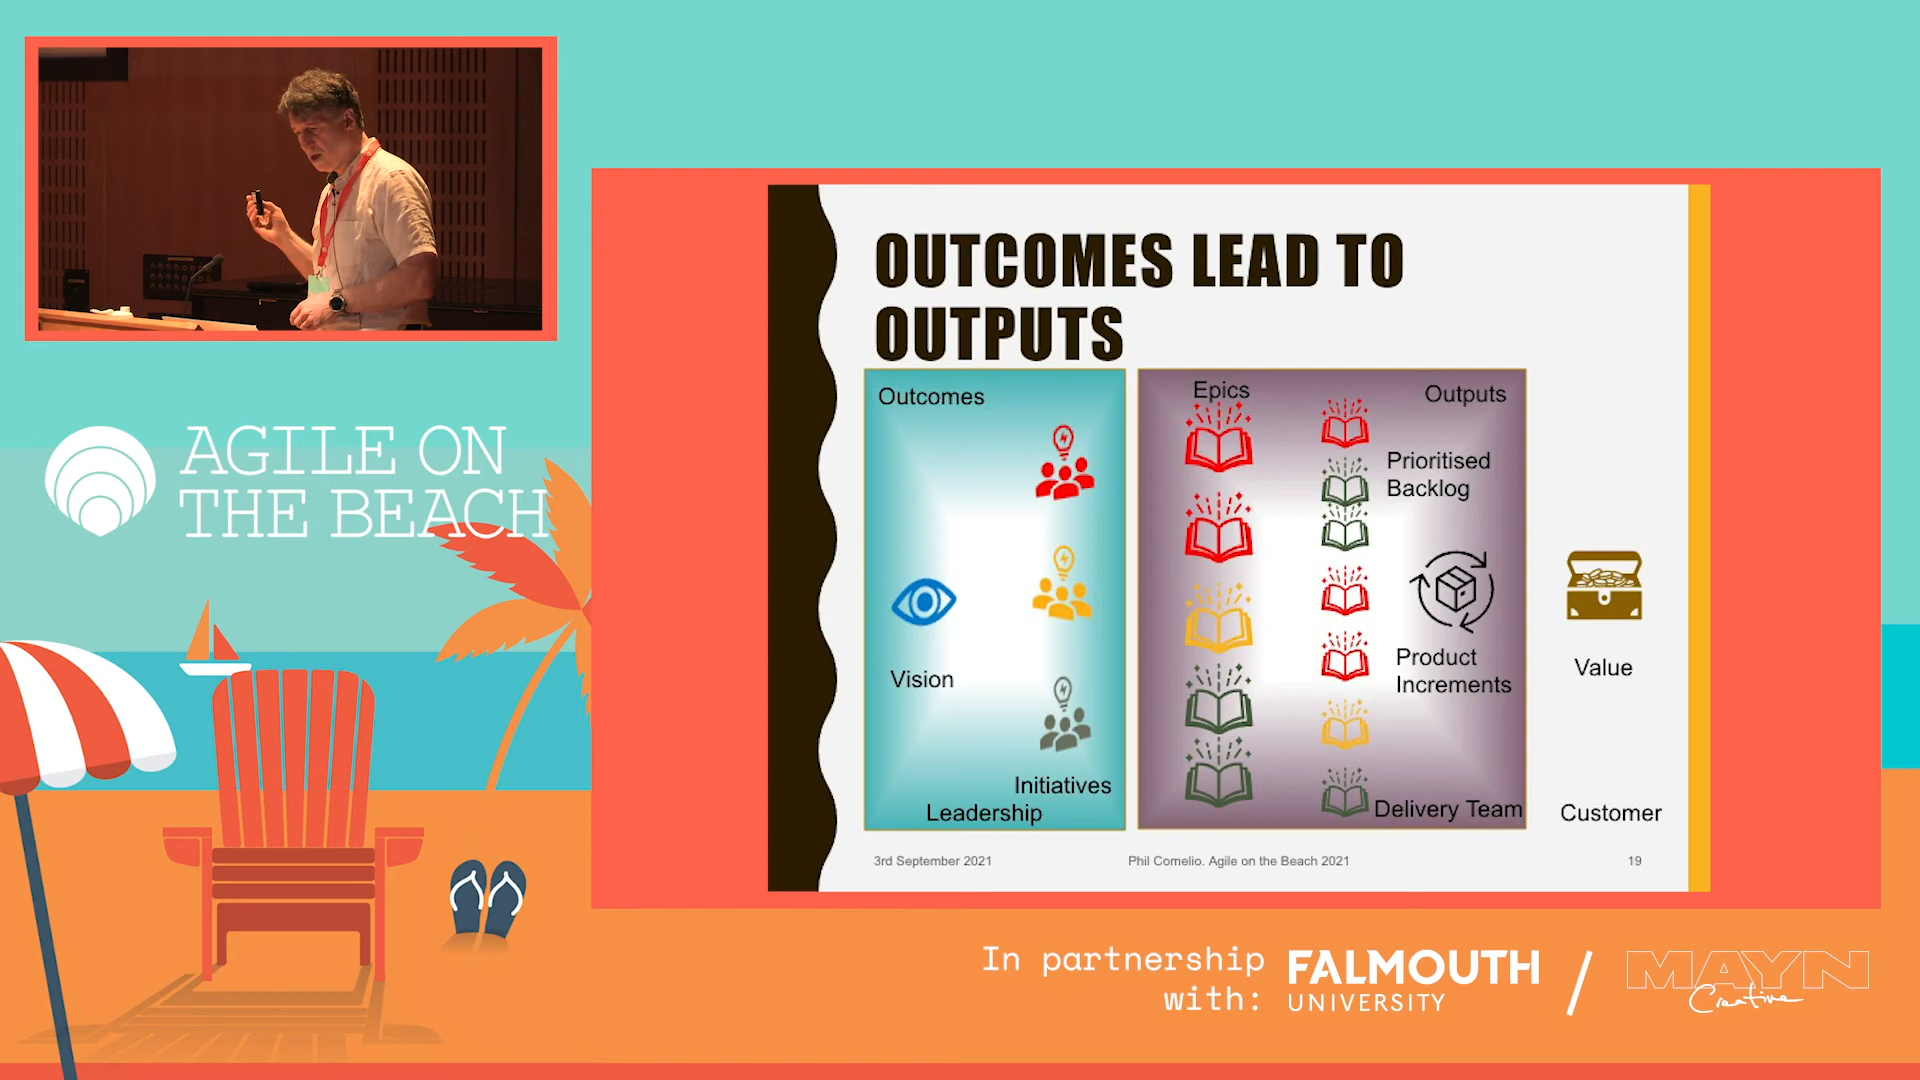 AGILE ON
THE BEACH
OUTCOMES LEAD TO
OUTPUTS
Outcomes
Vision
Initiatives
Leadership
Epics
Outputs
Prioritised
Backlog
Product
Increments
Delivery Team
Value
Customer
3rd September 2021
Phil Comelio. Agile on the Beach 2021
19
In partnership
with:
FALMOUTH
UNIVERSITY
/
MAYN
Creative